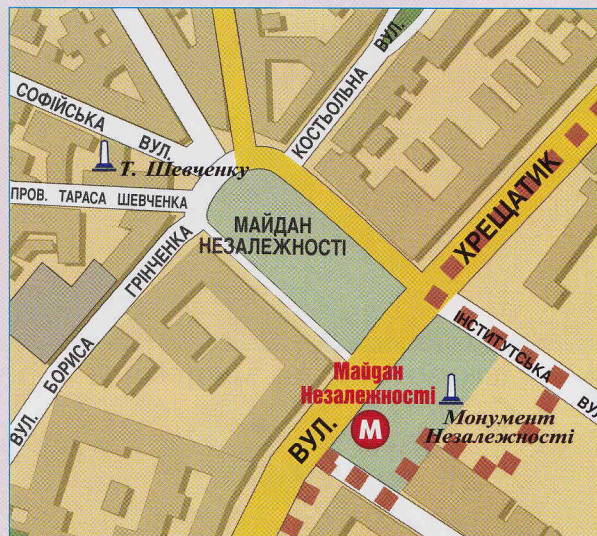 КОСТЬОЛЬНА ВУЛ.
СОФІЙСЬКА ВУЛ.
Т. Шевченку
ПРОВ. ТАРАСА ШЕВЧЕНКА
МАЙДАН
НЕЗАЛЕЖНОСТІ
ВУЛ. БОРИСА ГРІНЧЕНКА
ВУЛ. ХРЕЩАТИК
ІНСТИТУТСЬКА ВУ
Майдан
Незалежності
М
Монумент
Незалежності